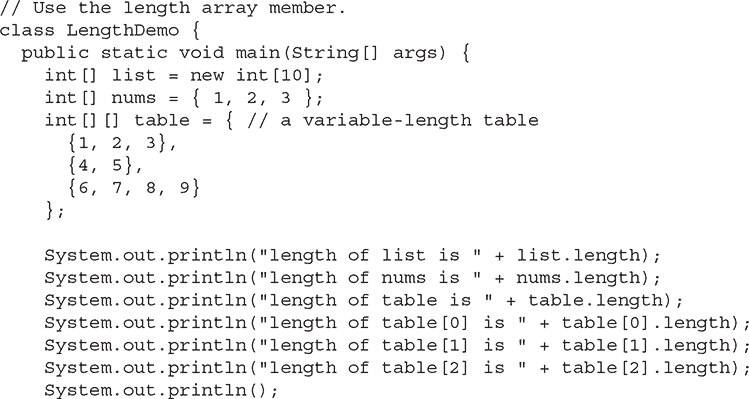 // Use the length array member.
class LengthDemo {
  public static void main(String[] args) {
    int[] list = new int[10];
    int[] nums = { 1, 2, 3 };
    int[][] table = { // a variable-length table
      {1, 2, 3},
      {4, 5},
      {6, 7, 8, 9}
    };

    System.out.println("length of list is " + list.length);
    System.out.println("length of nums is " + nums.length);
    System.out.println("length of table is " + table.length);
    System.out.println("length of table[0] is " + table[0].length);
    System.out.println("length of table[1] is " + table[1].length);
    System.out.println("length of table[2] is " + table[2].length);
    System.out.println();